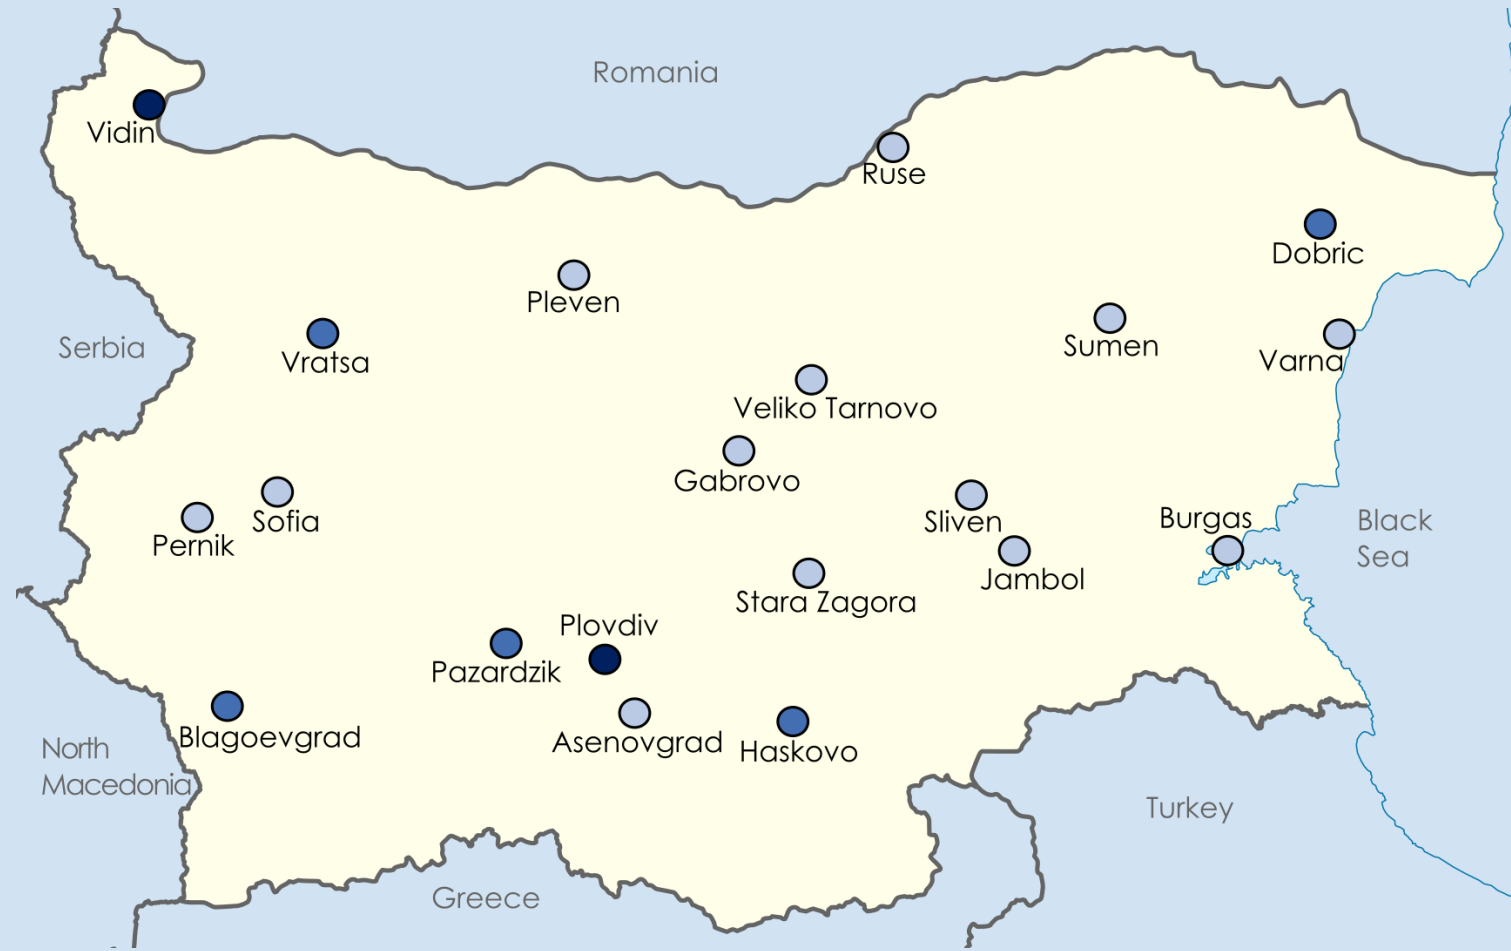 Romania
Vidin
Ruse
Dobric
Pleven
Serbia
Vratsa
Sumen
Varna
Veliko Tarnovo
Gabrovo
Sofia
Pernik
Sliven
Burgas
Black
Sea
Jambol
Stara Zagora
Plovdiv
Pazardzik
Blagoevgrad
Asenovgrad
Haskovo
North
Macedonia
Turkey
Greece